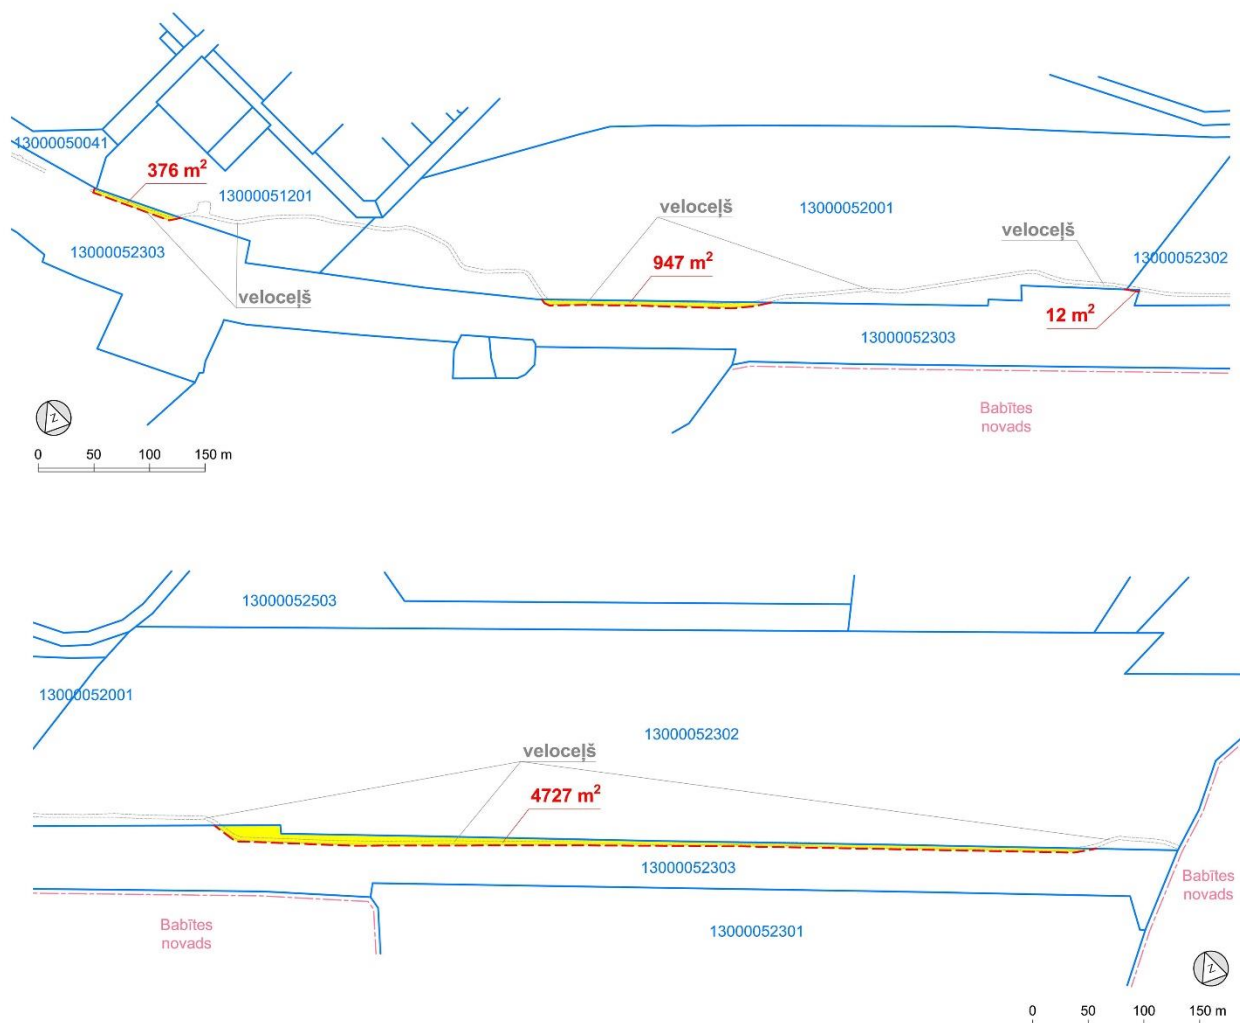 13000050041
376 m²
13000051201
veloceļš
13000052001
veloceļš
13000052303
947 m²
13000052302
veloceļš
12 m²
13000052303
Babītes
novads
Z
0 50 100 150 m
13000052503
13000052001
13000052302
veloceļš
4727 m²
13000052303
Babītes
novads
Babītes
novads
13000052301
Z
0 50 100 150 m